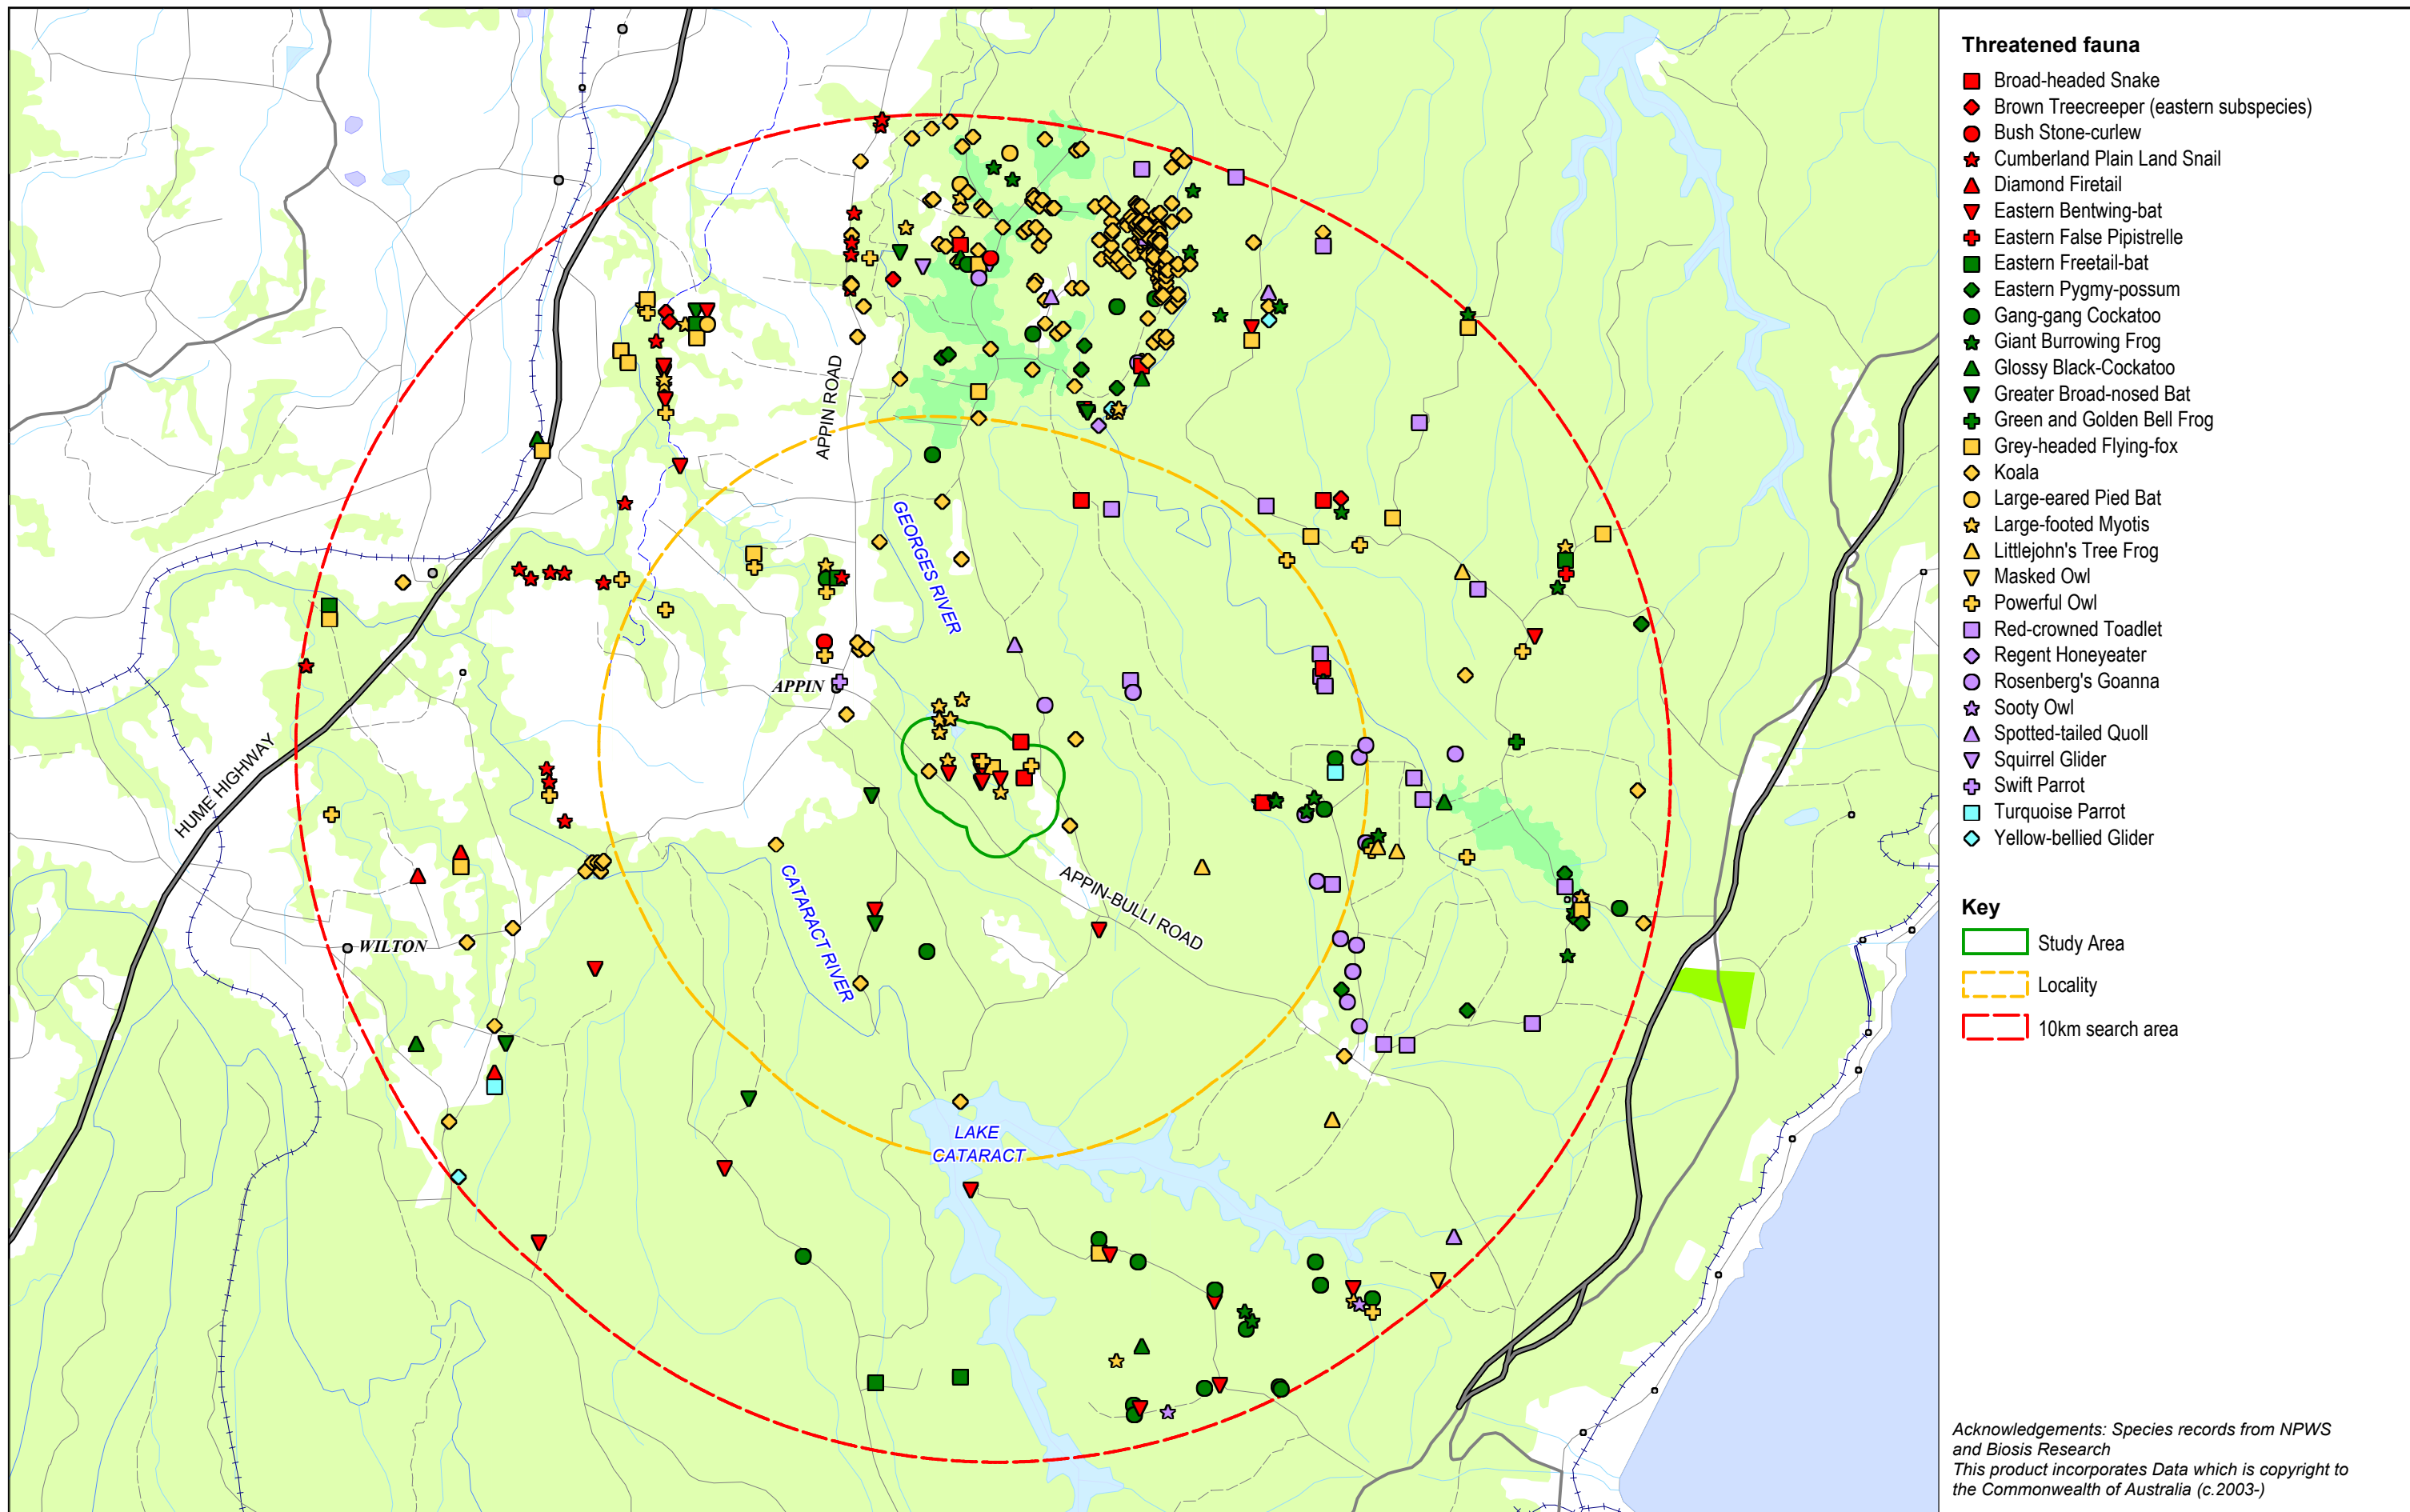 APPIN ROAD
GEORGES RIVER
APPIN
HUME HIGHWAY
CATARACT RIVER
APPIN-BULLI ROAD
WILTON
LAKE
CATARACT
Threatened fauna
Broad-headed Snake
Brown Treecreeper (eastern subspecies)
Bush Stone-curlew
Cumberland Plain Land Snail
Diamond Firetail
Eastern Bentwing-bat
Eastern False Pipistrelle
Eastern Freetail-bat
Eastern Pygmy-possum
Gang-gang Cockatoo
Giant Burrowing Frog
Glossy Black-Cockatoo
Greater Broad-nosed Bat
Green and Golden Bell Frog
Grey-headed Flying-fox
Koala
Large-eared Pied Bat
Large-footed Myotis
Littlejohn's Tree Frog
Masked Owl
Powerful Owl
Red-crowned Toadlet
Regent Honeyeater
Rosenberg's Goanna
Sooty Owl
Spotted-tailed Quoll
Squirrel Glider
Swift Parrot
Turquoise Parrot
Yellow-bellied Glider
Key
Study Area
Locality
10km search area
Acknowledgements: Species records from NPWS
and Biosis Research
This product incorporates Data which is copyright to
the Commonwealth of Australia (c.2003-)